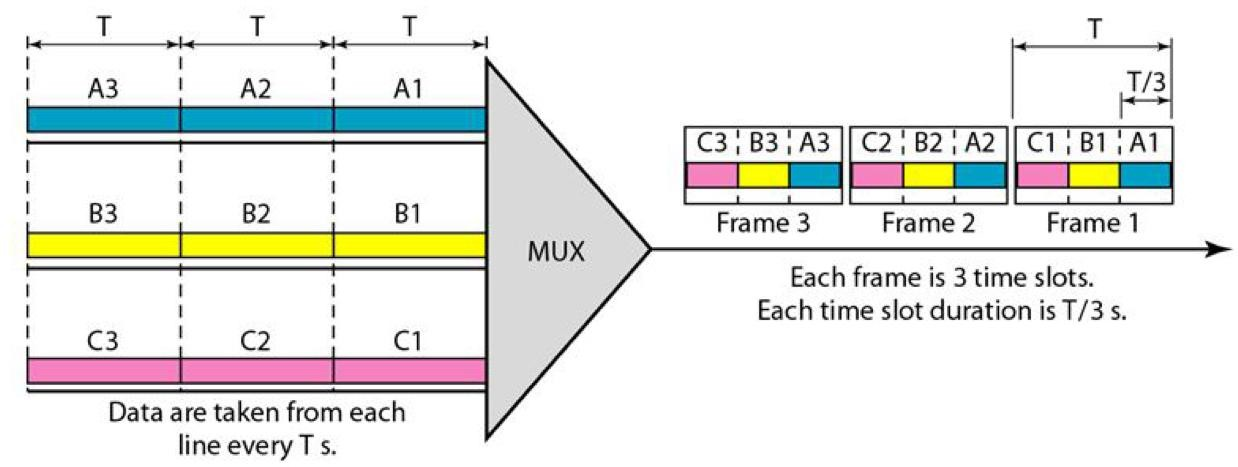 T T T
A3 A2 A1
B3 B2 B1
C3 C2 C1
Data are taken from each
line every T s.
MUX
T
T/3
C3 B3 A3 C2 B2 A2 C1 B1 A1
Frame 3 Frame 2 Frame 1
Each frame is 3 time slots.
Each time slot duration is T/3 s.